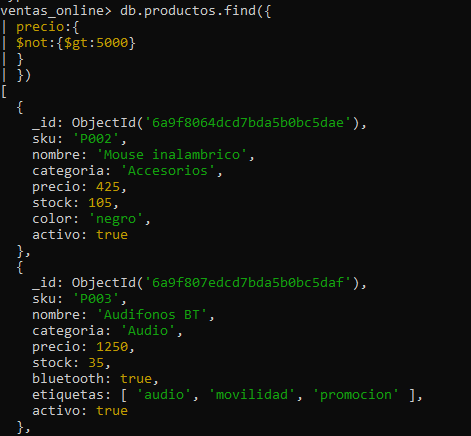 ventas_online> db.productos.find({
| precio:{
| $not:{$gt:5000}
| }
| })
[
  {
    _id: ObjectId('6a9f8064dcd7bda5b0bc5dae'),
    sku: 'P002',
    nombre: 'Mouse inalambrico',
    categoria: 'Accesorios',
    precio: 425,
    stock: 105,
    color: 'negro',
    activo: true
  },
  {
    _id: ObjectId('6a9f807edcd7bda5b0bc5daf'),
    sku: 'P003',
    nombre: 'Audifonos BT',
    categoria: 'Audio',
    precio: 1250,
    stock: 35,
    bluetooth: true,
    etiquetas: [ 'audio', 'movilidad', 'promocion' ],
    activo: true
  },